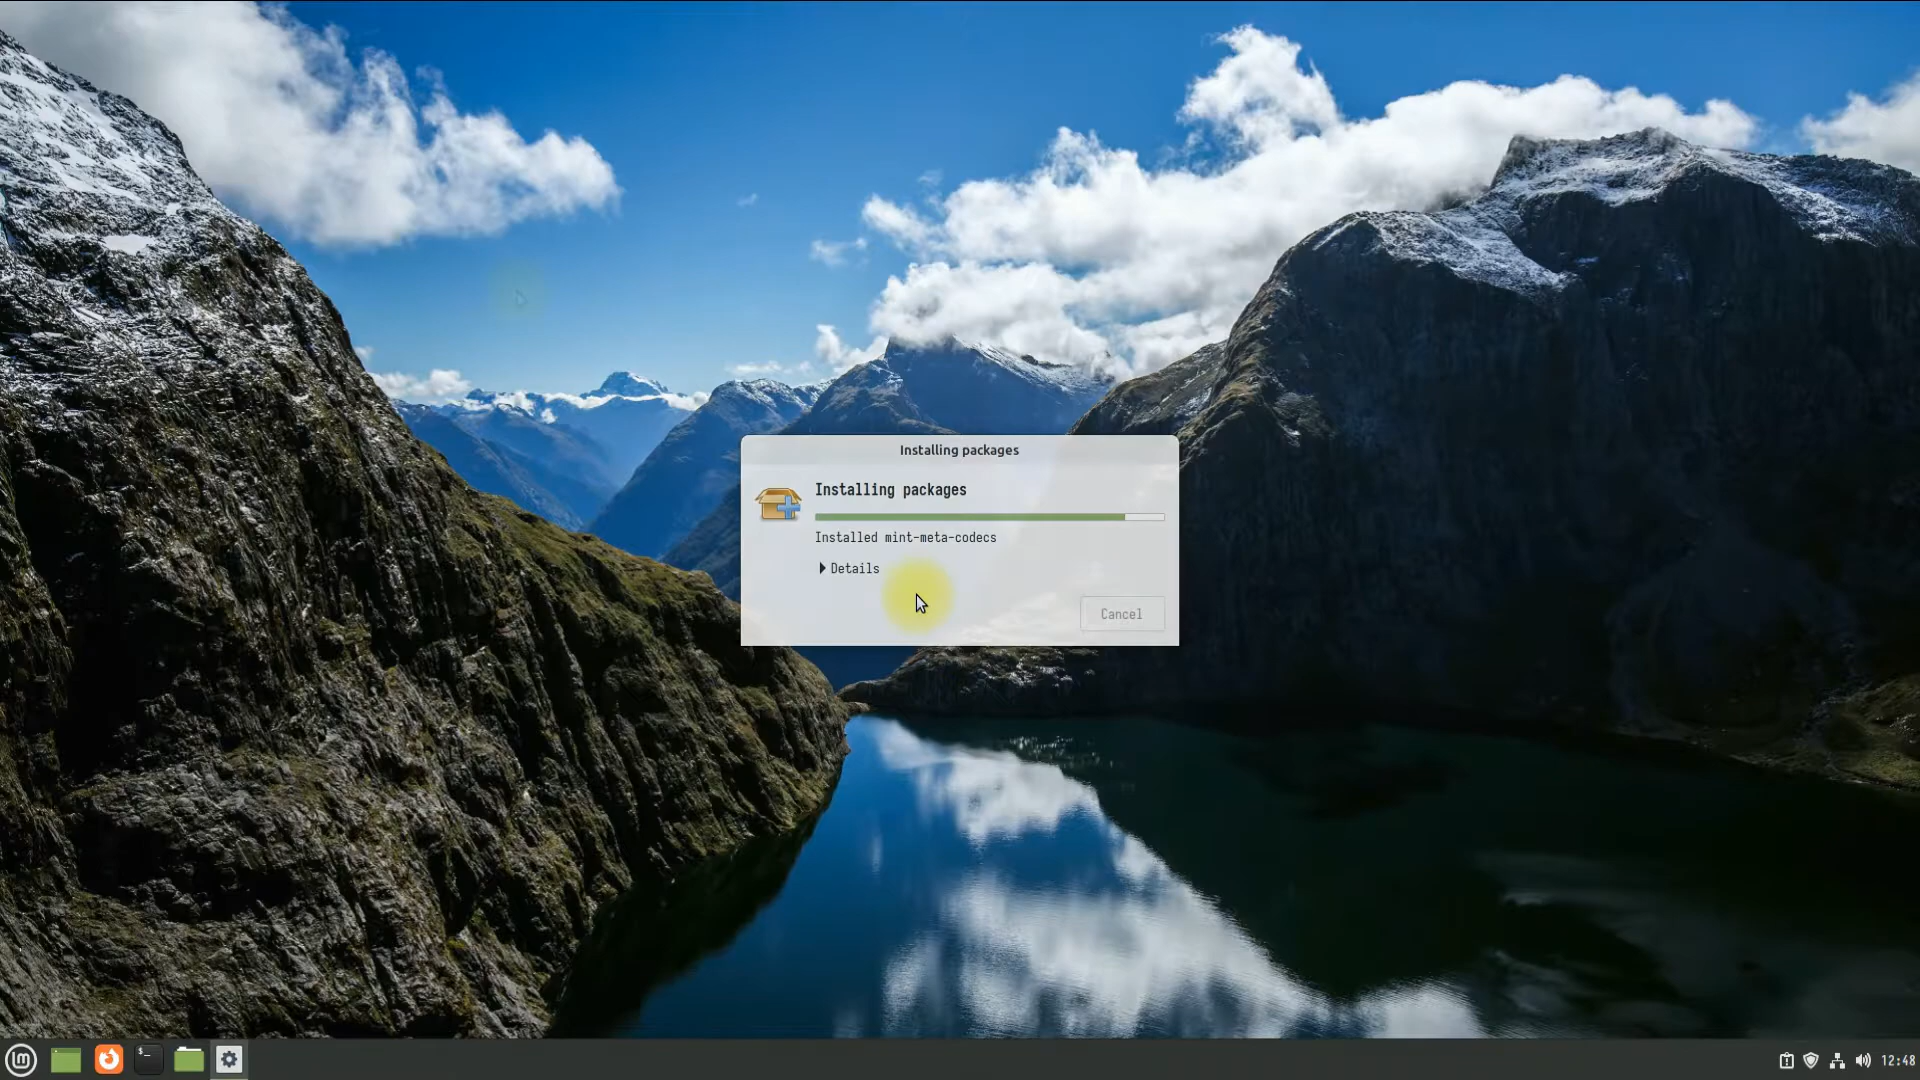 Installing packages
Installing packages
Installed mint-meta-codecs
Details
Cancel
12:48